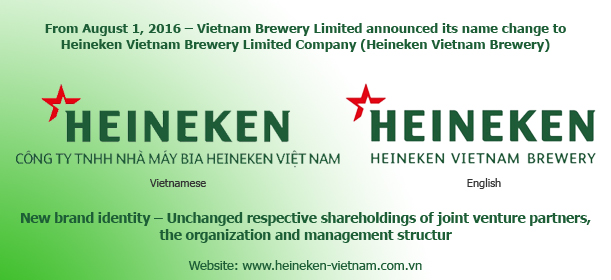 From August 1, 2016 – Vietnam Brewery Limited announced its name change to
Heineken Vietnam Brewery Limited Company (Heineken Vietnam Brewery)
HEINEKEN
CÔNG TY TNHH NHÀ MÁY BIA HEINEKEN VIỆT NAM
Vietnamese
HEINEKEN
HEINEKEN VIETNAM BREWERY
English
New brand identity – Unchanged respective shareholdings of joint venture partners,
the organization and management structur
Website: www.heineken-vietnam.com.vn